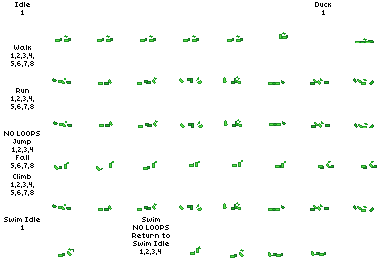 Idle
1
Duck
1
Walk
1,2,3,4,
5,6,7,8
Run
1,2,3,4,
5,6,7,8
NO LOOPS
Jump
1,2,3,4
Fall
5,6,7,8
Climb
1,2,3,4,
5,6,7,8
Swim Idle
1
Swim
NO LOOPS
Return to
Swim Idle
1,2,3,4